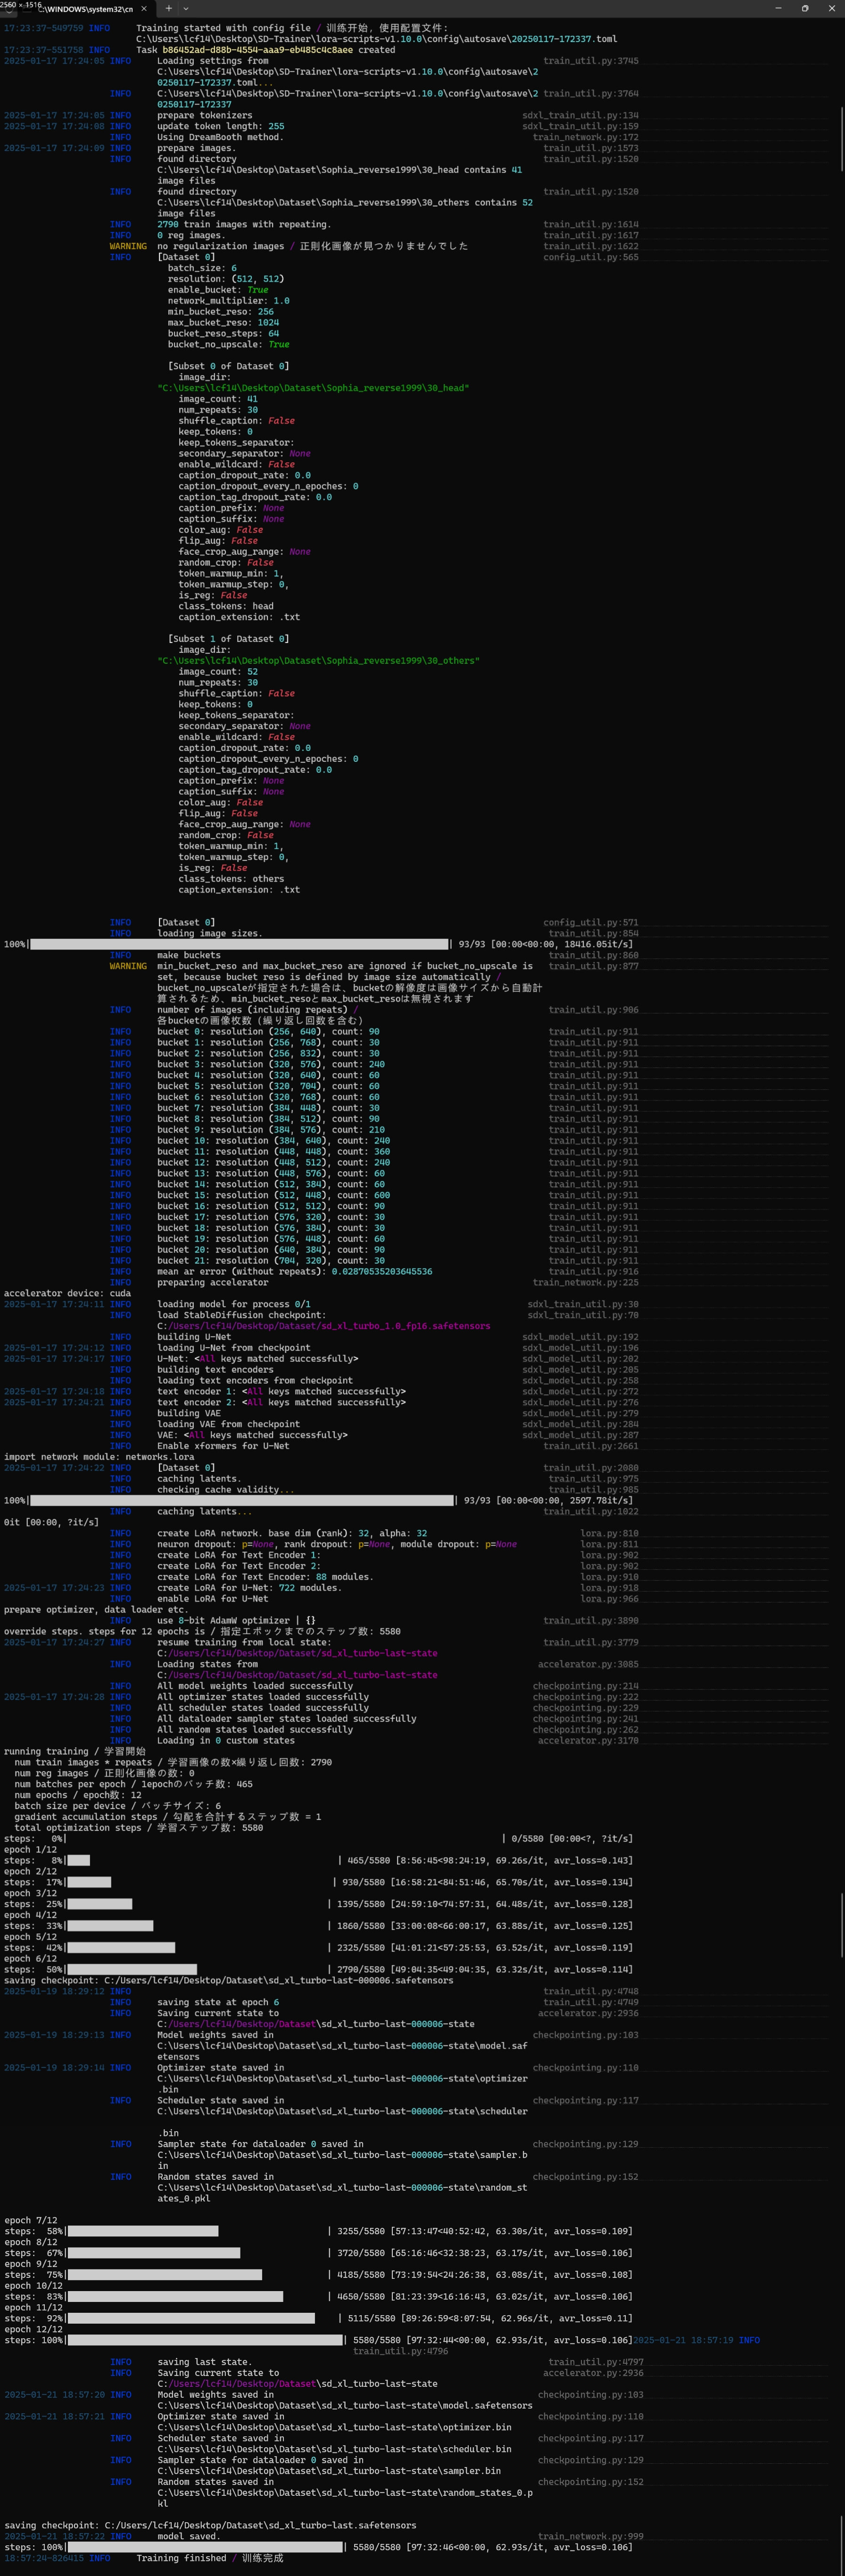 2560 × 1516
C:\WINDOWS\system32\cn
17:23:37-549759 INFO Training started with config file / 训练开始，使用配置文件:
C:\Users\lcf14\Desktop\SD-Trainer\lora-scripts-v1.10.0\config\autosave\20250117-172337.toml
17:23:37-551758 INFO Task b86452ad-d88b-4554-aaa9-eb485c4c8aee created
2025-01-17 17:24:05 INFO Loading settings from train_util.py:3745
C:\Users\lcf14\Desktop\SD-Trainer\lora-scripts-v1.10.0\config\autosave\2
0250117-172337.toml...
INFO C:\Users\lcf14\Desktop\SD-Trainer\lora-scripts-v1.10.0\config\autosave\2 train_util.py:3764
0250117-172337
2025-01-17 17:24:05 INFO prepare tokenizers sdxl_train_util.py:134
2025-01-17 17:24:08 INFO update token length: 255 sdxl_train_util.py:159
INFO Using DreamBooth method. train_network.py:172
2025-01-17 17:24:09 INFO prepare images. train_util.py:1573
INFO found directory train_util.py:1520
C:\Users\lcf14\Desktop\Dataset\Sophia_reverse1999\30_head contains 41
image files
INFO found directory train_util.py:1520
C:\Users\lcf14\Desktop\Dataset\Sophia_reverse1999\30_others contains 52
image files
INFO 2790 train images with repeating. train_util.py:1614
INFO 0 reg images. train_util.py:1617
WARNING no regularization images / 正則化画像が見つかりませんでした train_util.py:1622
INFO [Dataset 0] config_util.py:565
batch_size: 6
resolution: (512, 512)
enable_bucket: True
network_multiplier: 1.0
min_bucket_reso: 256
max_bucket_reso: 1024
bucket_reso_steps: 64
bucket_no_upscale: True
[Subset 0 of Dataset 0]
image_dir:
"C:\Users\lcf14\Desktop\Dataset\Sophia_reverse1999\30_head"
image_count: 41
num_repeats: 30
shuffle_caption: False
keep_tokens: 0
keep_tokens_separator:
secondary_separator: None
enable_wildcard: False
caption_dropout_rate: 0.0
caption_dropout_every_n_epoches: 0
caption_tag_dropout_rate: 0.0
caption_prefix: None
caption_suffix: None
color_aug: False
flip_aug: False
face_crop_aug_range: None
random_crop: False
token_warmup_min: 1,
token_warmup_step: 0,
is_reg: False
class_tokens: head
caption_extension: .txt
[Subset 1 of Dataset 0]
image_dir:
"C:\Users\lcf14\Desktop\Dataset\Sophia_reverse1999\30_others"
image_count: 52
num_repeats: 30
shuffle_caption: False
keep_tokens: 0
keep_tokens_separator:
secondary_separator: None
enable_wildcard: False
caption_dropout_rate: 0.0
caption_dropout_every_n_epoches: 0
caption_tag_dropout_rate: 0.0
caption_prefix: None
caption_suffix: None
color_aug: False
flip_aug: False
face_crop_aug_range: None
random_crop: False
token_warmup_min: 1,
token_warmup_step: 0,
is_reg: False
class_tokens: others
caption_extension: .txt
INFO [Dataset 0] config_util.py:571
INFO loading image sizes. train_util.py:854
100%| | 93/93 [00:00<00:00, 18416.05it/s]
INFO make buckets train_util.py:860
WARNING min_bucket_reso and max_bucket_reso are ignored if bucket_no_upscale is train_util.py:877
set, because bucket reso is defined by image size automatically /
bucket_no_upscaleが指定された場合は、bucketの解像度は画像サイズから自動計
算されるため、min_bucket_resoとmax_bucket_resoは無視されます
INFO number of images (including repeats) / train_util.py:906
各bucketの画像枚数（繰り返し回数を含む）
INFO bucket 0: resolution (256, 640), count: 90 train_util.py:911
INFO bucket 1: resolution (256, 768), count: 30 train_util.py:911
INFO bucket 2: resolution (256, 832), count: 30 train_util.py:911
INFO bucket 3: resolution (320, 576), count: 240 train_util.py:911
INFO bucket 4: resolution (320, 640), count: 60 train_util.py:911
INFO bucket 5: resolution (320, 704), count: 60 train_util.py:911
INFO bucket 6: resolution (320, 768), count: 60 train_util.py:911
INFO bucket 7: resolution (384, 448), count: 30 train_util.py:911
INFO bucket 8: resolution (384, 512), count: 90 train_util.py:911
INFO bucket 9: resolution (384, 576), count: 210 train_util.py:911
INFO bucket 10: resolution (384, 640), count: 240 train_util.py:911
INFO bucket 11: resolution (448, 448), count: 360 train_util.py:911
INFO bucket 12: resolution (448, 512), count: 240 train_util.py:911
INFO bucket 13: resolution (448, 576), count: 60 train_util.py:911
INFO bucket 14: resolution (512, 384), count: 60 train_util.py:911
INFO bucket 15: resolution (512, 448), count: 600 train_util.py:911
INFO bucket 16: resolution (512, 512), count: 90 train_util.py:911
INFO bucket 17: resolution (576, 320), count: 30 train_util.py:911
INFO bucket 18: resolution (576, 384), count: 30 train_util.py:911
INFO bucket 19: resolution (576, 448), count: 60 train_util.py:911
INFO bucket 20: resolution (640, 384), count: 90 train_util.py:911
INFO bucket 21: resolution (704, 320), count: 30 train_util.py:911
INFO mean ar error (without repeats): 0.02870535203645536 train_util.py:916
INFO preparing accelerator train_network.py:225
accelerator device: cuda
2025-01-17 17:24:11 INFO loading model for process 0/1 sdxl_train_util.py:30
INFO load StableDiffusion checkpoint: sdxl_train_util.py:70
C:/Users/lcf14/Desktop/Dataset/sd_xl_turbo_1.0_fp16.safetensors
INFO building U-Net sdxl_model_util.py:192
2025-01-17 17:24:12 INFO loading U-Net from checkpoint sdxl_model_util.py:196
2025-01-17 17:24:17 INFO U-Net: <All keys matched successfully> sdxl_model_util.py:202
INFO building text encoders sdxl_model_util.py:205
INFO loading text encoders from checkpoint sdxl_model_util.py:258
2025-01-17 17:24:18 INFO text encoder 1: <All keys matched successfully> sdxl_model_util.py:272
2025-01-17 17:24:21 INFO text encoder 2: <All keys matched successfully> sdxl_model_util.py:276
INFO building VAE sdxl_model_util.py:279
INFO loading VAE from checkpoint sdxl_model_util.py:284
INFO VAE: <All keys matched successfully> sdxl_model_util.py:287
INFO Enable xformers for U-Net train_util.py:2661
import network module: networks.lora
2025-01-17 17:24:22 INFO [Dataset 0] train_util.py:2080
INFO caching latents. train_util.py:975
INFO checking cache validity... train_util.py:985
100%| | 93/93 [00:00<00:00, 2597.78it/s]
INFO caching latents... train_util.py:1022
0it [00:00, ?it/s]
INFO create LoRA network. base dim (rank): 32, alpha: 32 lora.py:810
INFO neuron dropout: p=None, rank dropout: p=None, module dropout: p=None lora.py:811
INFO create LoRA for Text Encoder 1: lora.py:902
INFO create LoRA for Text Encoder 2: lora.py:902
INFO create LoRA for Text Encoder: 88 modules. lora.py:910
2025-01-17 17:24:23 INFO create LoRA for U-Net: 722 modules. lora.py:918
INFO enable LoRA for U-Net lora.py:966
prepare optimizer, data loader etc.
INFO use 8-bit AdamW optimizer | {} train_util.py:3890
override steps. steps for 12 epochs is / 指定エポックまでのステップ数: 5580
2025-01-17 17:24:27 INFO resume training from local state: train_util.py:3779
C:/Users/lcf14/Desktop/Dataset/sd_xl_turbo-last-state
INFO Loading states from accelerator.py:3085
C:/Users/lcf14/Desktop/Dataset/sd_xl_turbo-last-state
INFO All model weights loaded successfully checkpointing.py:214
2025-01-17 17:24:28 INFO All optimizer states loaded successfully checkpointing.py:222
INFO All scheduler states loaded successfully checkpointing.py:229
INFO All dataloader sampler states loaded successfully checkpointing.py:241
INFO All random states loaded successfully checkpointing.py:262
INFO Loading in 0 custom states accelerator.py:3170
running training / 学習開始
num train images * repeats / 学習画像の数×繰り返し回数: 2790
num reg images / 正則化画像の数: 0
num batches per epoch / 1epochのバッチ数: 465
num epochs / epoch数: 12
batch size per device / バッチサイズ: 6
gradient accumulation steps / 勾配を合計するステップ数 = 1
total optimization steps / 学習ステップ数: 5580
steps: 0%| | 0/5580 [00:00<?, ?it/s]
epoch 1/12
steps: 8%| | 465/5580 [8:56:45<98:24:19, 69.26s/it, avr_loss=0.143]
epoch 2/12
steps: 17%| | 930/5580 [16:58:21<84:51:46, 65.70s/it, avr_loss=0.134]
epoch 3/12
steps: 25%| | 1395/5580 [24:59:10<74:57:31, 64.48s/it, avr_loss=0.128]
epoch 4/12
steps: 33%| | 1860/5580 [33:00:08<66:00:17, 63.88s/it, avr_loss=0.125]
epoch 5/12
steps: 42%| | 2325/5580 [41:01:21<57:25:53, 63.52s/it, avr_loss=0.119]
epoch 6/12
steps: 50%| | 2790/5580 [49:04:35<49:04:35, 63.32s/it, avr_loss=0.114]
saving checkpoint: C:/Users/lcf14/Desktop/Dataset\sd_xl_turbo-last-000006.safetensors
2025-01-19 18:29:12 INFO train_util.py:4748
INFO saving state at epoch 6 train_util.py:4749
INFO Saving current state to accelerator.py:2936
C:/Users/lcf14/Desktop/Dataset\sd_xl_turbo-last-000006-state
2025-01-19 18:29:13 INFO Model weights saved in checkpointing.py:103
C:\Users\lcf14\Desktop\Dataset\sd_xl_turbo-last-000006-state\model.saf
etensors
2025-01-19 18:29:14 INFO Optimizer state saved in checkpointing.py:110
C:\Users\lcf14\Desktop\Dataset\sd_xl_turbo-last-000006-state\optimizer
.bin
INFO Scheduler state saved in checkpointing.py:117
C:\Users\lcf14\Desktop\Dataset\sd_xl_turbo-last-000006-state\scheduler
.bin
INFO Sampler state for dataloader 0 saved in checkpointing.py:129
C:\Users\lcf14\Desktop\Dataset\sd_xl_turbo-last-000006-state\sampler.b
in
INFO Random states saved in checkpointing.py:152
C:\Users\lcf14\Desktop\Dataset\sd_xl_turbo-last-000006-state\random_st
ates_0.pkl
epoch 7/12
steps: 58%| | 3255/5580 [57:13:47<40:52:42, 63.30s/it, avr_loss=0.109]
epoch 8/12
steps: 67%| | 3720/5580 [65:16:46<32:38:23, 63.17s/it, avr_loss=0.106]
epoch 9/12
steps: 75%| | 4185/5580 [73:19:54<24:26:38, 63.08s/it, avr_loss=0.108]
epoch 10/12
steps: 83%| | 4650/5580 [81:23:39<16:16:43, 63.02s/it, avr_loss=0.106]
epoch 11/12
steps: 92%| | 5115/5580 [89:26:59<8:07:54, 62.96s/it, avr_loss=0.11]
epoch 12/12
steps: 100%| | 5580/5580 [97:32:44<00:00, 62.93s/it, avr_loss=0.106]2025-01-21 18:57:19 INFO
train_util.py:4796
INFO saving last state. train_util.py:4797
INFO Saving current state to accelerator.py:2936
C:/Users/lcf14/Desktop/Dataset\sd_xl_turbo-last-state
2025-01-21 18:57:20 INFO Model weights saved in checkpointing.py:103
C:\Users\lcf14\Desktop\Dataset\sd_xl_turbo-last-state\model.safetensors
2025-01-21 18:57:21 INFO Optimizer state saved in checkpointing.py:110
C:\Users\lcf14\Desktop\Dataset\sd_xl_turbo-last-state\optimizer.bin
INFO Scheduler state saved in checkpointing.py:117
C:\Users\lcf14\Desktop\Dataset\sd_xl_turbo-last-state\scheduler.bin
INFO Sampler state for dataloader 0 saved in checkpointing.py:129
C:\Users\lcf14\Desktop\Dataset\sd_xl_turbo-last-state\sampler.bin
INFO Random states saved in checkpointing.py:152
C:\Users\lcf14\Desktop\Dataset\sd_xl_turbo-last-state\random_states_0.p
kl
saving checkpoint: C:/Users/lcf14/Desktop/Dataset\sd_xl_turbo-last.safetensors
2025-01-21 18:57:22 INFO model saved. train_network.py:999
steps: 100%| | 5580/5580 [97:32:46<00:00, 62.93s/it, avr_loss=0.106]
18:57:24-826415 INFO Training finished / 训练完成